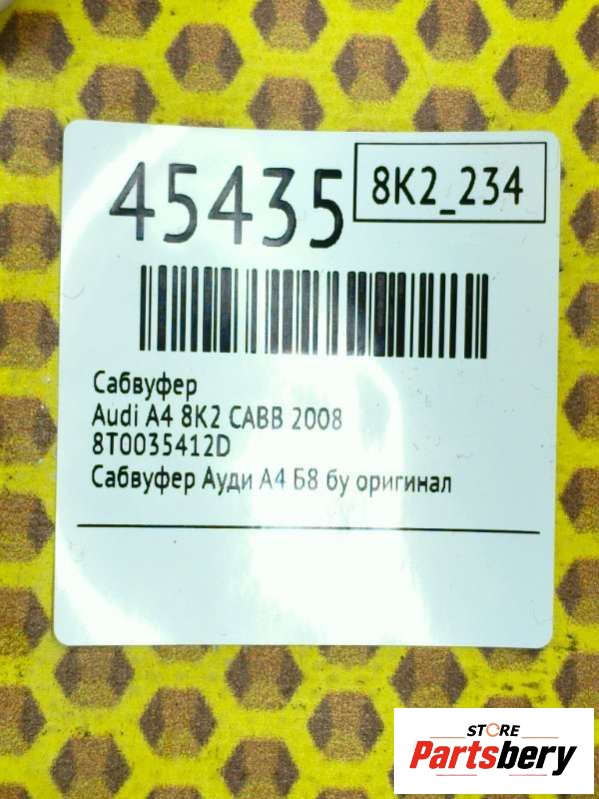 45435
8K2_234
Сабвуфер
Audi A4 8K2 CABB 2008
8T0035412D
Сабвуфер Ауди А4 Б8 бу оригинал
STORE
Partsbery